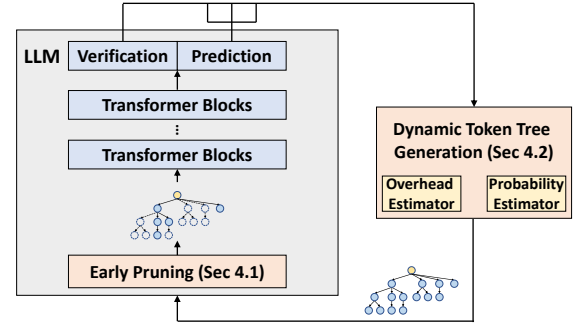 LLM
Verification
Prediction
Transformer Blocks
...
Transformer Blocks
Early Pruning (Sec 4.1)
Dynamic Token Tree
Generation (Sec 4.2)
Overhead
Estimator
Probability
Estimator